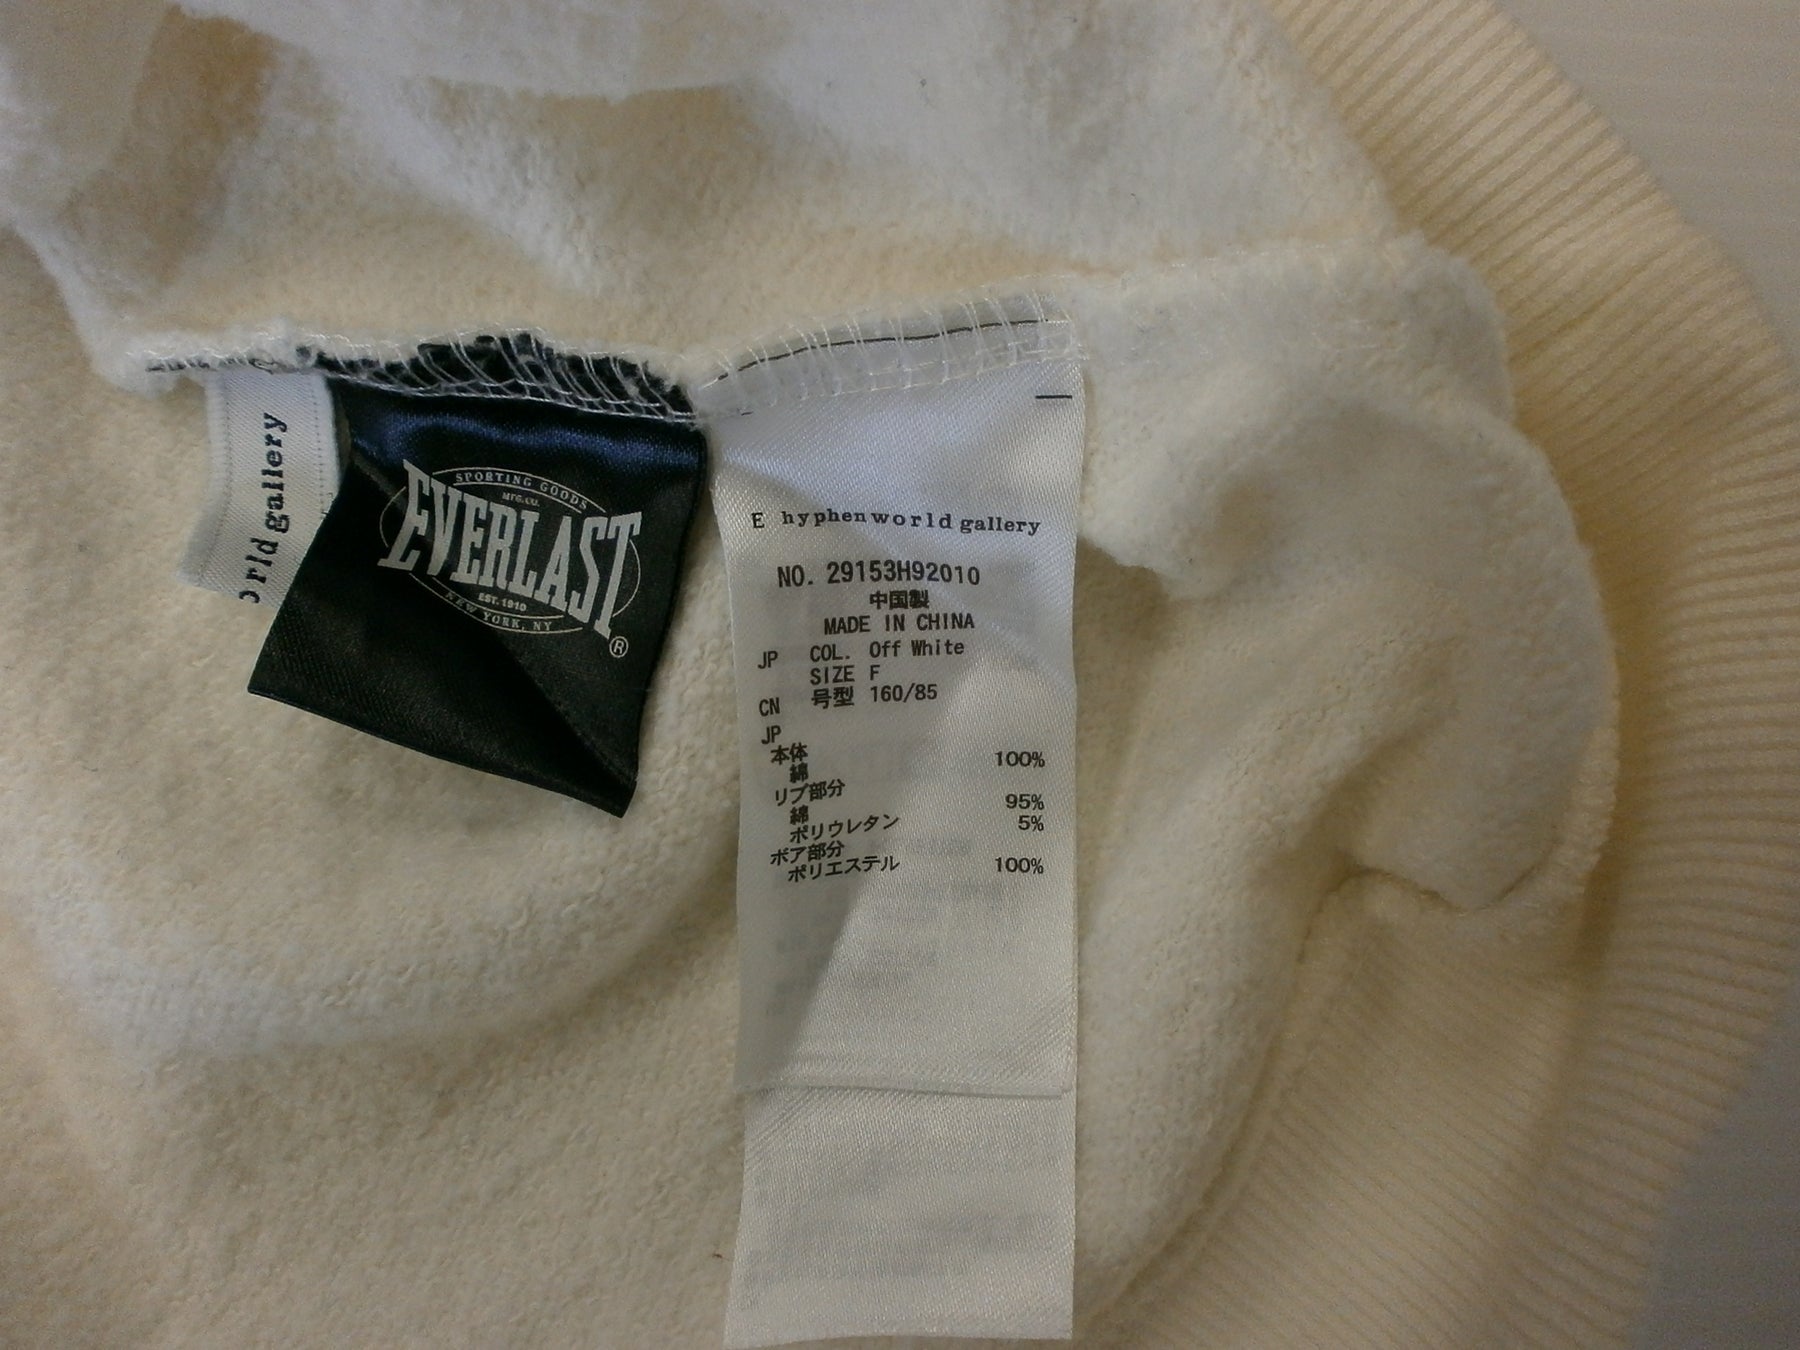 orld gallery
SPORTING GOODS
MFG.CO.
EVERLAST
EST.1910
NEW YORK, NY
®
E hyphen world gallery
NO. 29153H92010
中国製
MADE IN CHINA
JP COL. Off White
SIZE F
CN 号型 160/85
JP
本体
綿 100%
リブ部分
綿 95%
ポリウレタン 5%
ボア部分
ポリエステル 100%